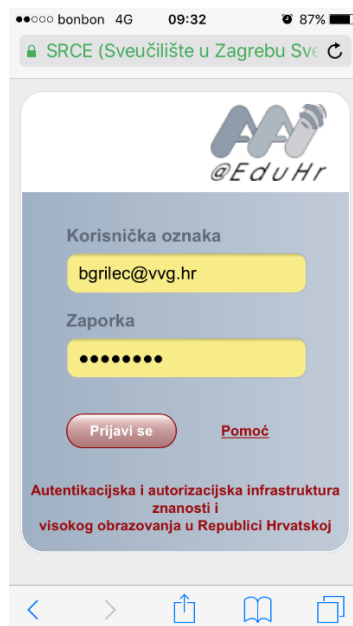 bonbon 4G 09:32 87%
SRCE (Sveučilište u Zagrebu Sve
AAI
@EduHr
Korisnička oznaka
bgrilec@vvg.hr
Zaporka
••••••••
Prijavi se Pomoć
Autentikacijska i autorizacijska infrastruktura
znanosti i
visokog obrazovanja u Republici Hrvatskoj